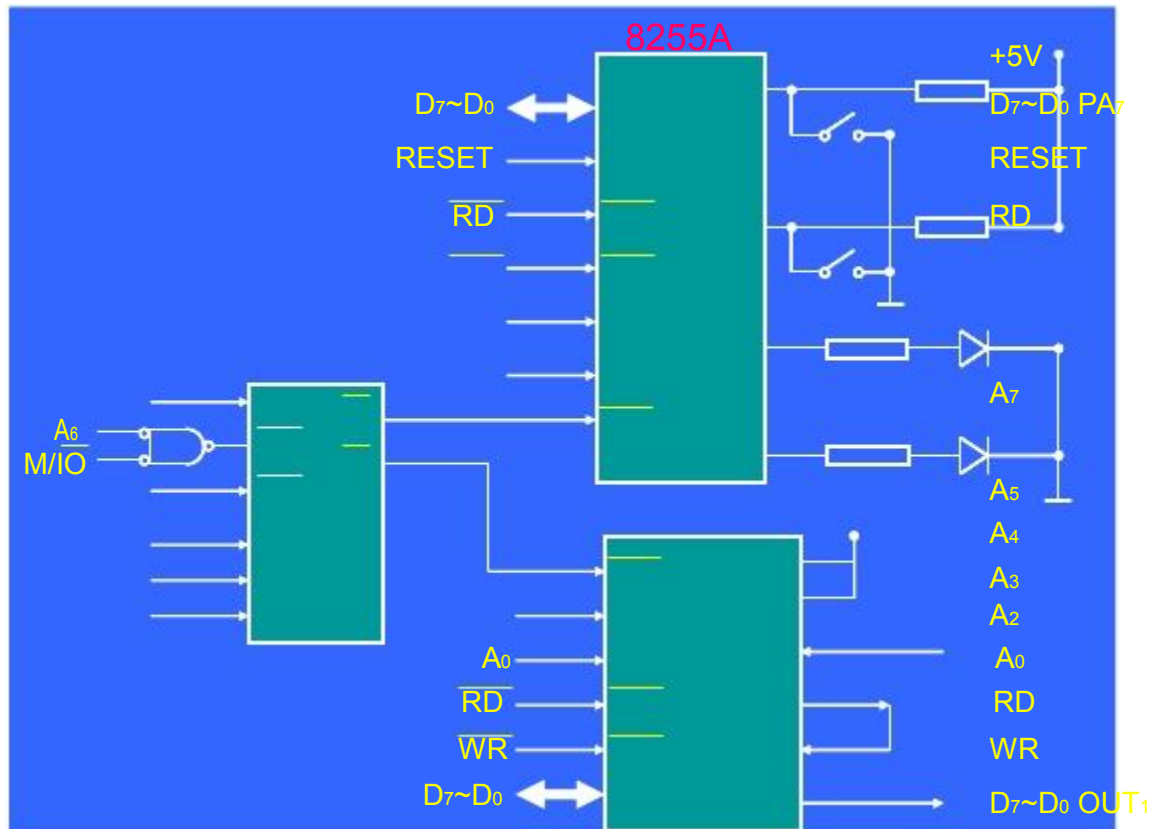 8255A
+5V
D7~D0
D7~D0 PA7
RESET
RESET
RD
RD
A7
A6
M/IO
A5
A4
A3
A2
A0
A0
RD
RD
WR
WR
D7~D0
D7~D0 OUT1